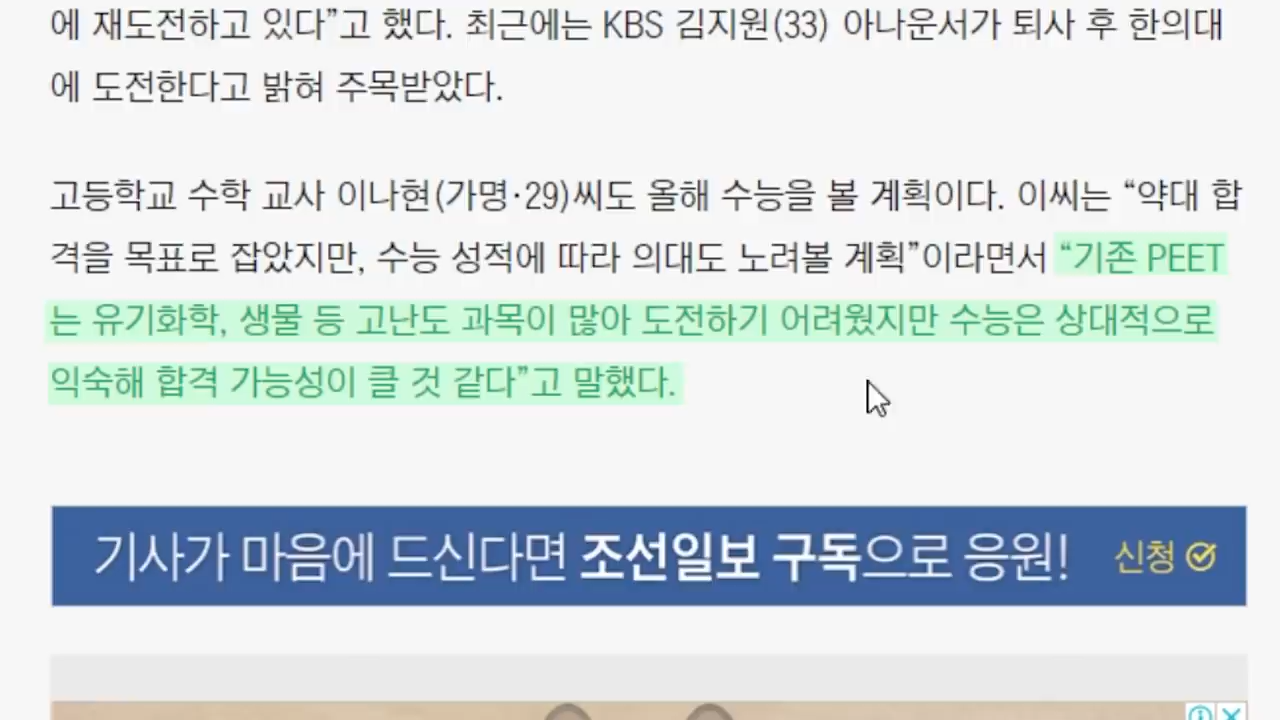 에 재도전하고 있다”고 했다. 최근에는 KBS 김지원(33) 아나운서가 퇴사 후 한의대
에 도전한다고 밝혀 주목받았다.
고등학교 수학 교사 이나현(가명·29)씨도 올해 수능을 볼 계획이다. 이씨는 “약대 합
격을 목표로 잡았지만, 수능 성적에 따라 의대도 노려볼 계획”이라면서 “기존 PEET
는 유기화학, 생물 등 고난도 과목이 많아 도전하기 어려웠지만 수능은 상대적으로
익숙해 합격 가능성이 클 것 같다”고 말했다.
기사가 마음에 드신다면 조선일보 구독으로 응원! 신청